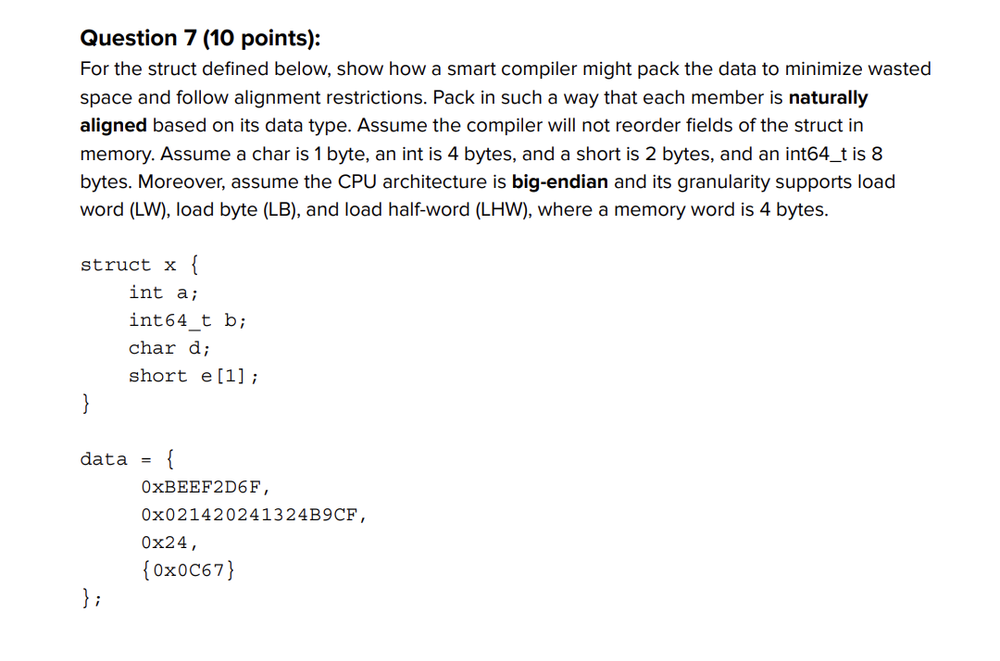 Question 7 (10 points):
For the struct defined below, show how a smart compiler might pack the data to minimize wasted
space and follow alignment restrictions. Pack in such a way that each member is naturally
aligned based on its data type. Assume the compiler will not reorder fields of the struct in
memory. Assume a char is 1 byte, an int is 4 bytes, and a short is 2 bytes, and an int64_t is 8
bytes. Moreover, assume the CPU architecture is big-endian and its granularity supports load
word (LW), load byte (LB), and load half-word (LHW), where a memory word is 4 bytes.
struct x {
int a;
int64_t b;
char d;
short e[1];
}
data = {
0xBEEF2D6F,
0x021420241324B9CF,
0x24,
{0x0C67}
};